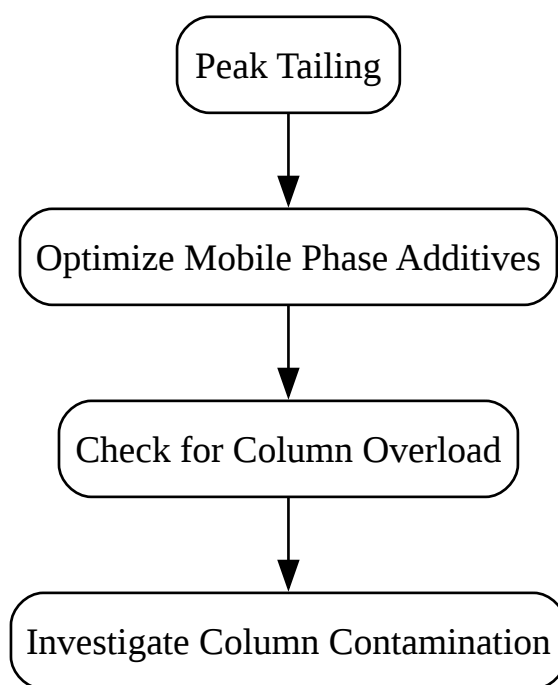 Peak Tailing
Optimize Mobile Phase Additives
Check for Column Overload
Investigate Column Contamination